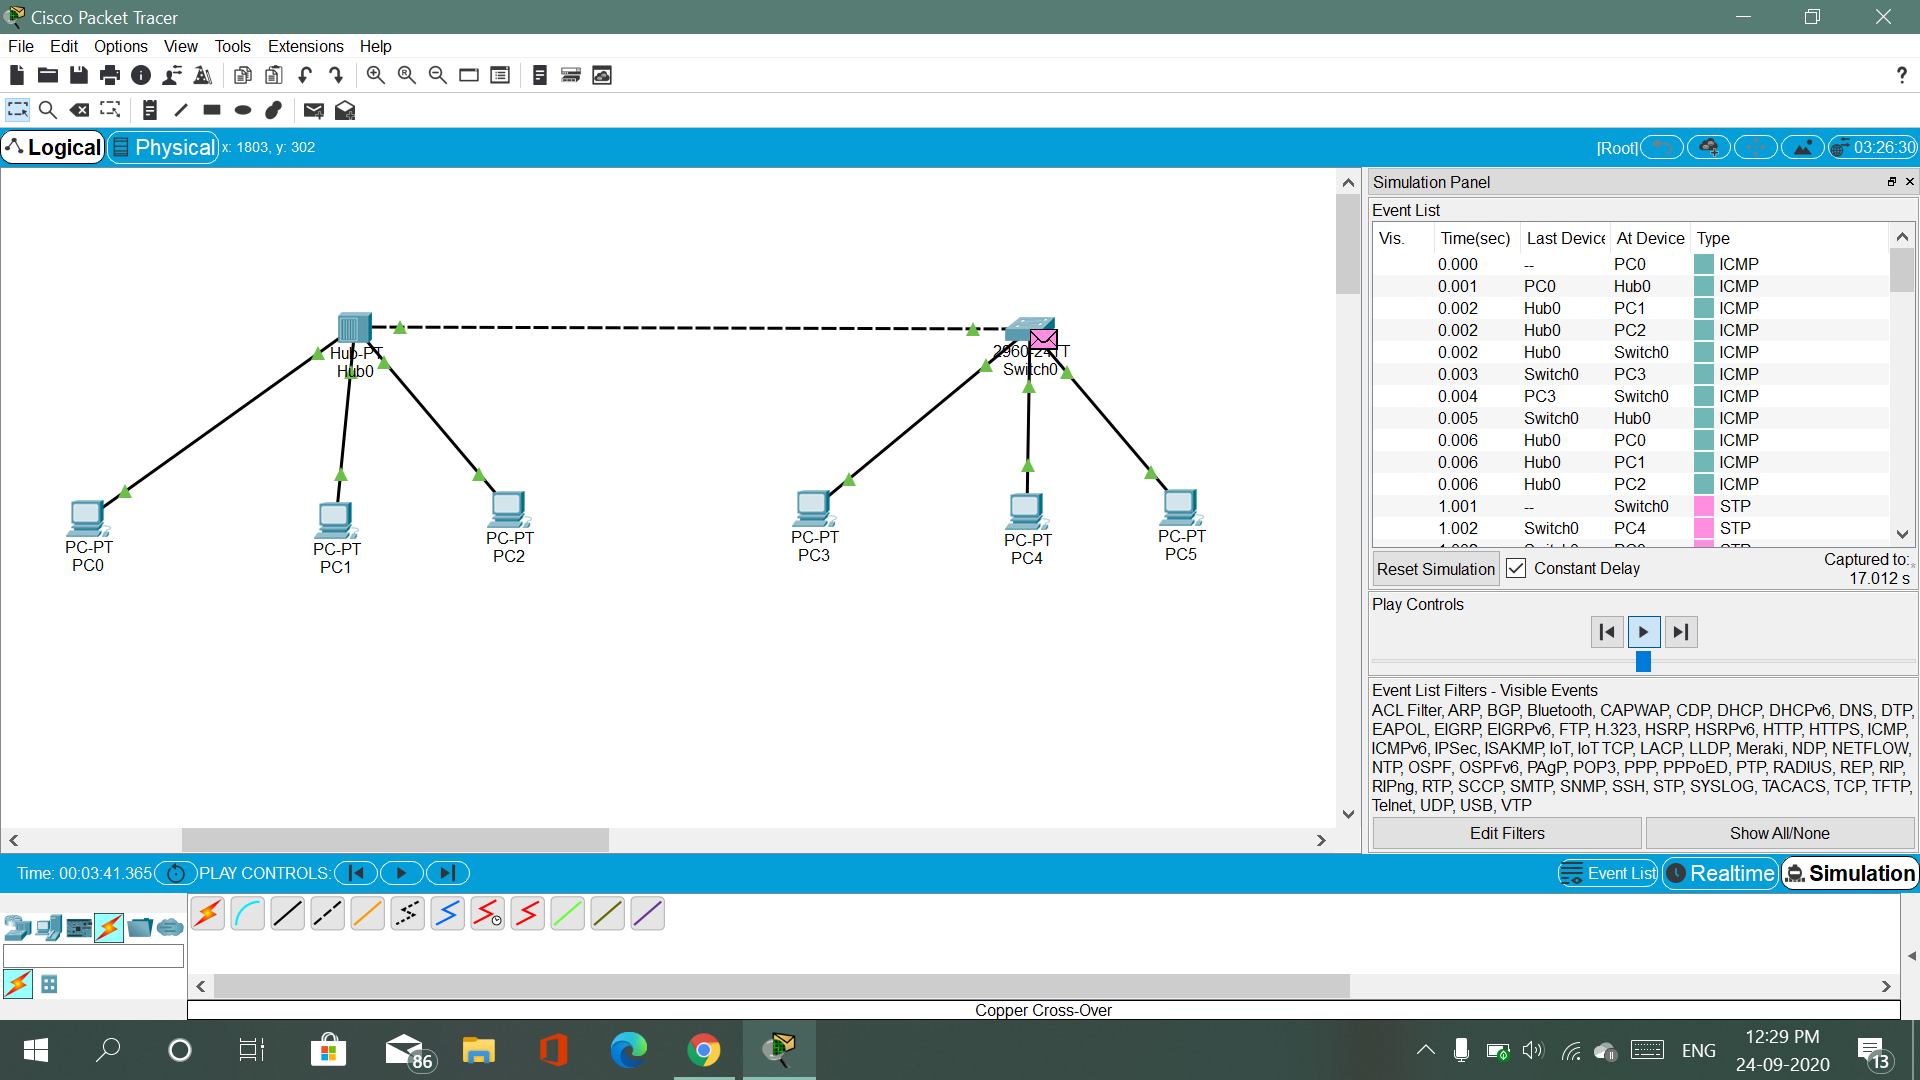 Cisco Packet Tracer
File Edit Options View Tools Extensions Help
?
Logical Physical x: 1803, y: 302 [Root] 03:26:30
Hub-PT
Hub0
2960-24TT
Switch0
PC-PT
PC0
PC-PT
PC1
PC-PT
PC2
PC-PT
PC3
PC-PT
PC4
PC-PT
PC5
Simulation Panel
Event List
Vis. Time(sec) Last Device At Device Type
0.000 -- PC0 ICMP
0.001 PC0 Hub0 ICMP
0.002 Hub0 PC1 ICMP
0.002 Hub0 PC2 ICMP
0.002 Hub0 Switch0 ICMP
0.003 Switch0 PC3 ICMP
0.004 PC3 Switch0 ICMP
0.005 Switch0 Hub0 ICMP
0.006 Hub0 PC0 ICMP
0.006 Hub0 PC1 ICMP
0.006 Hub0 PC2 ICMP
1.001 -- Switch0 STP
1.002 Switch0 PC4 STP
Reset Simulation Constant Delay Captured to:
17.012 s
Play Controls
Event List Filters - Visible Events
ACL Filter, ARP, BGP, Bluetooth, CAPWAP, CDP, DHCP, DHCPv6, DNS, DTP,
EAPOL, EIGRP, EIGRPv6, FTP, H.323, HSRP, HSRPv6, HTTP, HTTPS, ICMP,
ICMPv6, IPSec, ISAKMP, IoT, IoT TCP, LACP, LLDP, Meraki, NDP, NETFLOW,
NTP, OSPF, OSPFv6, PAgP, POP3, PPP, PPPoED, PTP, RADIUS, REP, RIP,
RIPng, RTP, SCCP, SMTP, SNMP, SSH, STP, SYSLOG, TACACS, TCP, TFTP,
Telnet, UDP, USB, VTP
Edit Filters Show All/None
Time: 00:03:41.365 PLAY CONTROLS: Event List Realtime Simulation
Copper Cross-Over
86
ENG
12:29 PM
24-09-2020
13